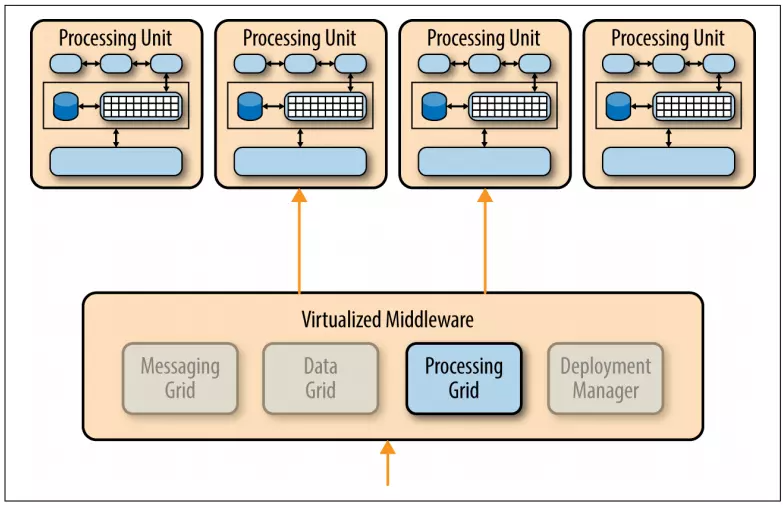 Processing Unit
Processing Unit
Processing Unit
Processing Unit
Virtualized Middleware
Messaging
Grid
Data
Grid
Processing
Grid
Deployment
Manager